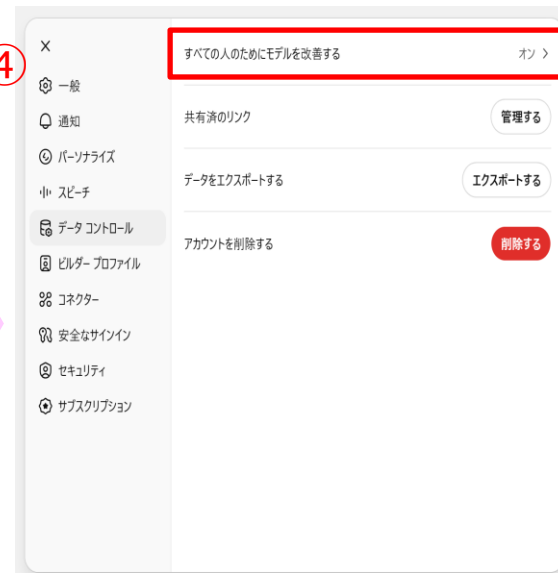 ④
×
一般
通知
パーソナライズ
スピーチ
データ コントロール
ビルダー プロファイル
コネクター
安全なサインイン
セキュリティ
サブスクリプション
すべての人のためにモデルを改善する オン >
共有済のリンク 管理する
データをエクスポートする エクスポートする
アカウントを削除する 削除する